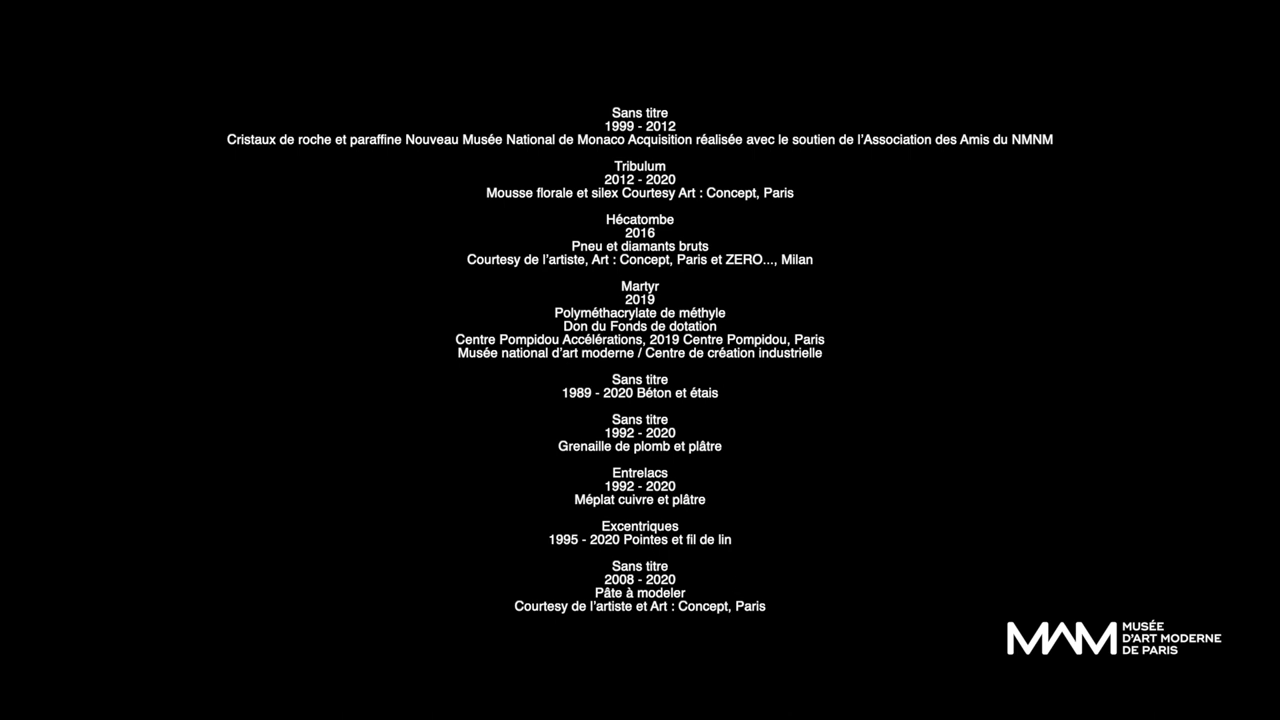 Sans titre
1999 - 2012
Cristaux de roche et paraffine Nouveau Musée National de Monaco Acquisition réalisée avec le soutien de l’Association des Amis du NMNM
Tribulum
2012 - 2020
Mousse florale et silex Courtesy Art : Concept, Paris
Hécatombe
2016
Pneu et diamants bruts
Courtesy de l’artiste, Art : Concept, Paris et ZERO..., Milan
Martyr
2019
Polyméthacrylate de méthyle
Don du Fonds de dotation
Centre Pompidou Accélérations, 2019 Centre Pompidou, Paris
Musée national d’art moderne / Centre de création industrielle
Sans titre
1989 - 2020 Béton et étais
Sans titre
1992 - 2020
Grenaille de plomb et plâtre
Entrelacs
1992 - 2020
Méplat cuivre et plâtre
Excentriques
1995 - 2020 Pointes et fil de lin
Sans titre
2008 - 2020
Pâte à modeler
Courtesy de l’artiste et Art : Concept, Paris
MAM
MUSÉE
D’ART MODERNE
DE PARIS